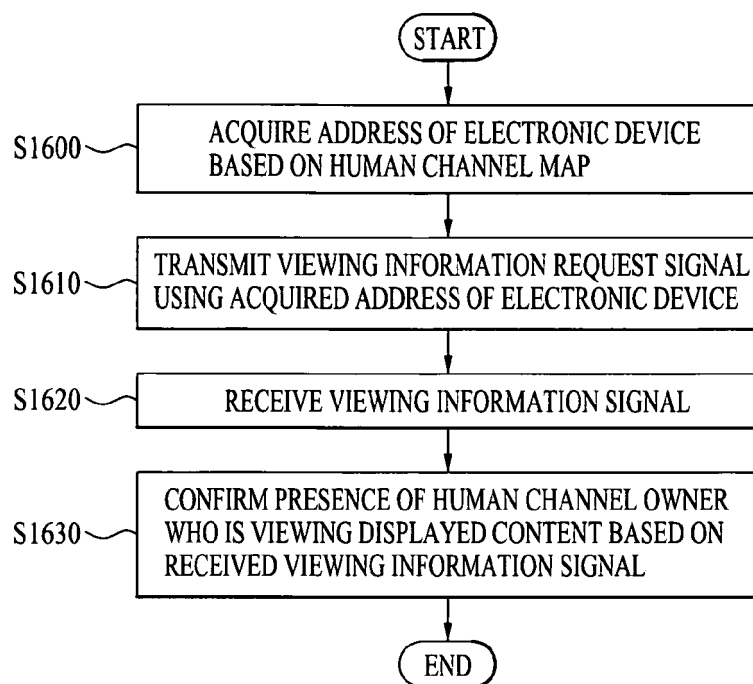 START
S1600
ACQUIRE ADDRESS OF ELECTRONIC DEVICE
BASED ON HUMAN CHANNEL MAP
S1610
TRANSMIT VIEWING INFORMATION REQUEST SIGNAL
USING ACQUIRED ADDRESS OF ELECTRONIC DEVICE
S1620
RECEIVE VIEWING INFORMATION SIGNAL
S1630
CONFIRM PRESENCE OF HUMAN CHANNEL OWNER
WHO IS VIEWING DISPLAYED CONTENT BASED ON
RECEIVED VIEWING INFORMATION SIGNAL
END